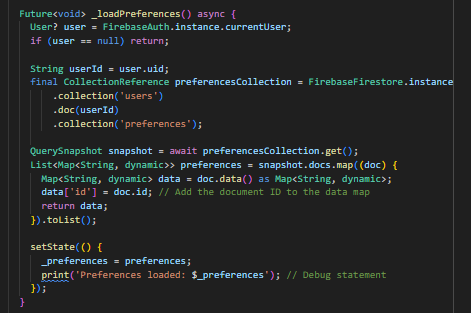 Future<void> _loadPreferences() async {
  User? user = FirebaseAuth.instance.currentUser;
  if (user == null) return;

  String userId = user.uid;
  final CollectionReference preferencesCollection = FirebaseFirestore.instance
      .collection('users')
      .doc(userId)
      .collection('preferences');

  QuerySnapshot snapshot = await preferencesCollection.get();
  List<Map<String, dynamic>> preferences = snapshot.docs.map((doc) {
    Map<String, dynamic> data = doc.data() as Map<String, dynamic>;
    data['id'] = doc.id; // Add the document ID to the data map
    return data;
  }).toList();

  setState(() {
    _preferences = preferences;
    print('Preferences loaded: $_preferences'); // Debug statement
  });
}